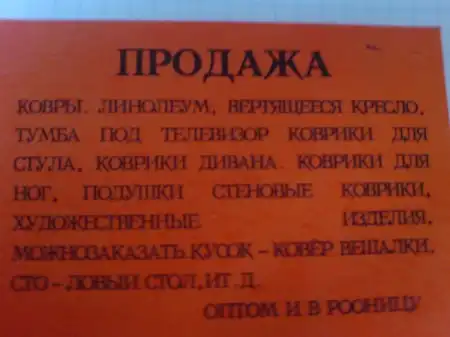 ПРОДАЖА
КОВРЫ. ЛИНОЛЕУМ, ВЕРТЯЩЕЕСЯ КРЕСЛО,
ТУМБА ПОД ТЕЛЕВИЗОР КОВРИКИ ДЛЯ
СТУЛА, КОВРИКИ ДИВАНА. КОВРИКИ ДЛЯ
НОГ, ПОДУШКИ СТЕНОВЫЕ КОВРИКИ,
ХУДОЖЕСТВЕННЫЕ ИЗДЕЛИЯ,
МОЖНОЗАКАЗАТЬ КУСОК – КОВЁР ВЕШАЛКИ,
СТО – ЛОВЫЙ СТОЛ, ИТ. Д.
ОПТОМ И В РООНИЦУ